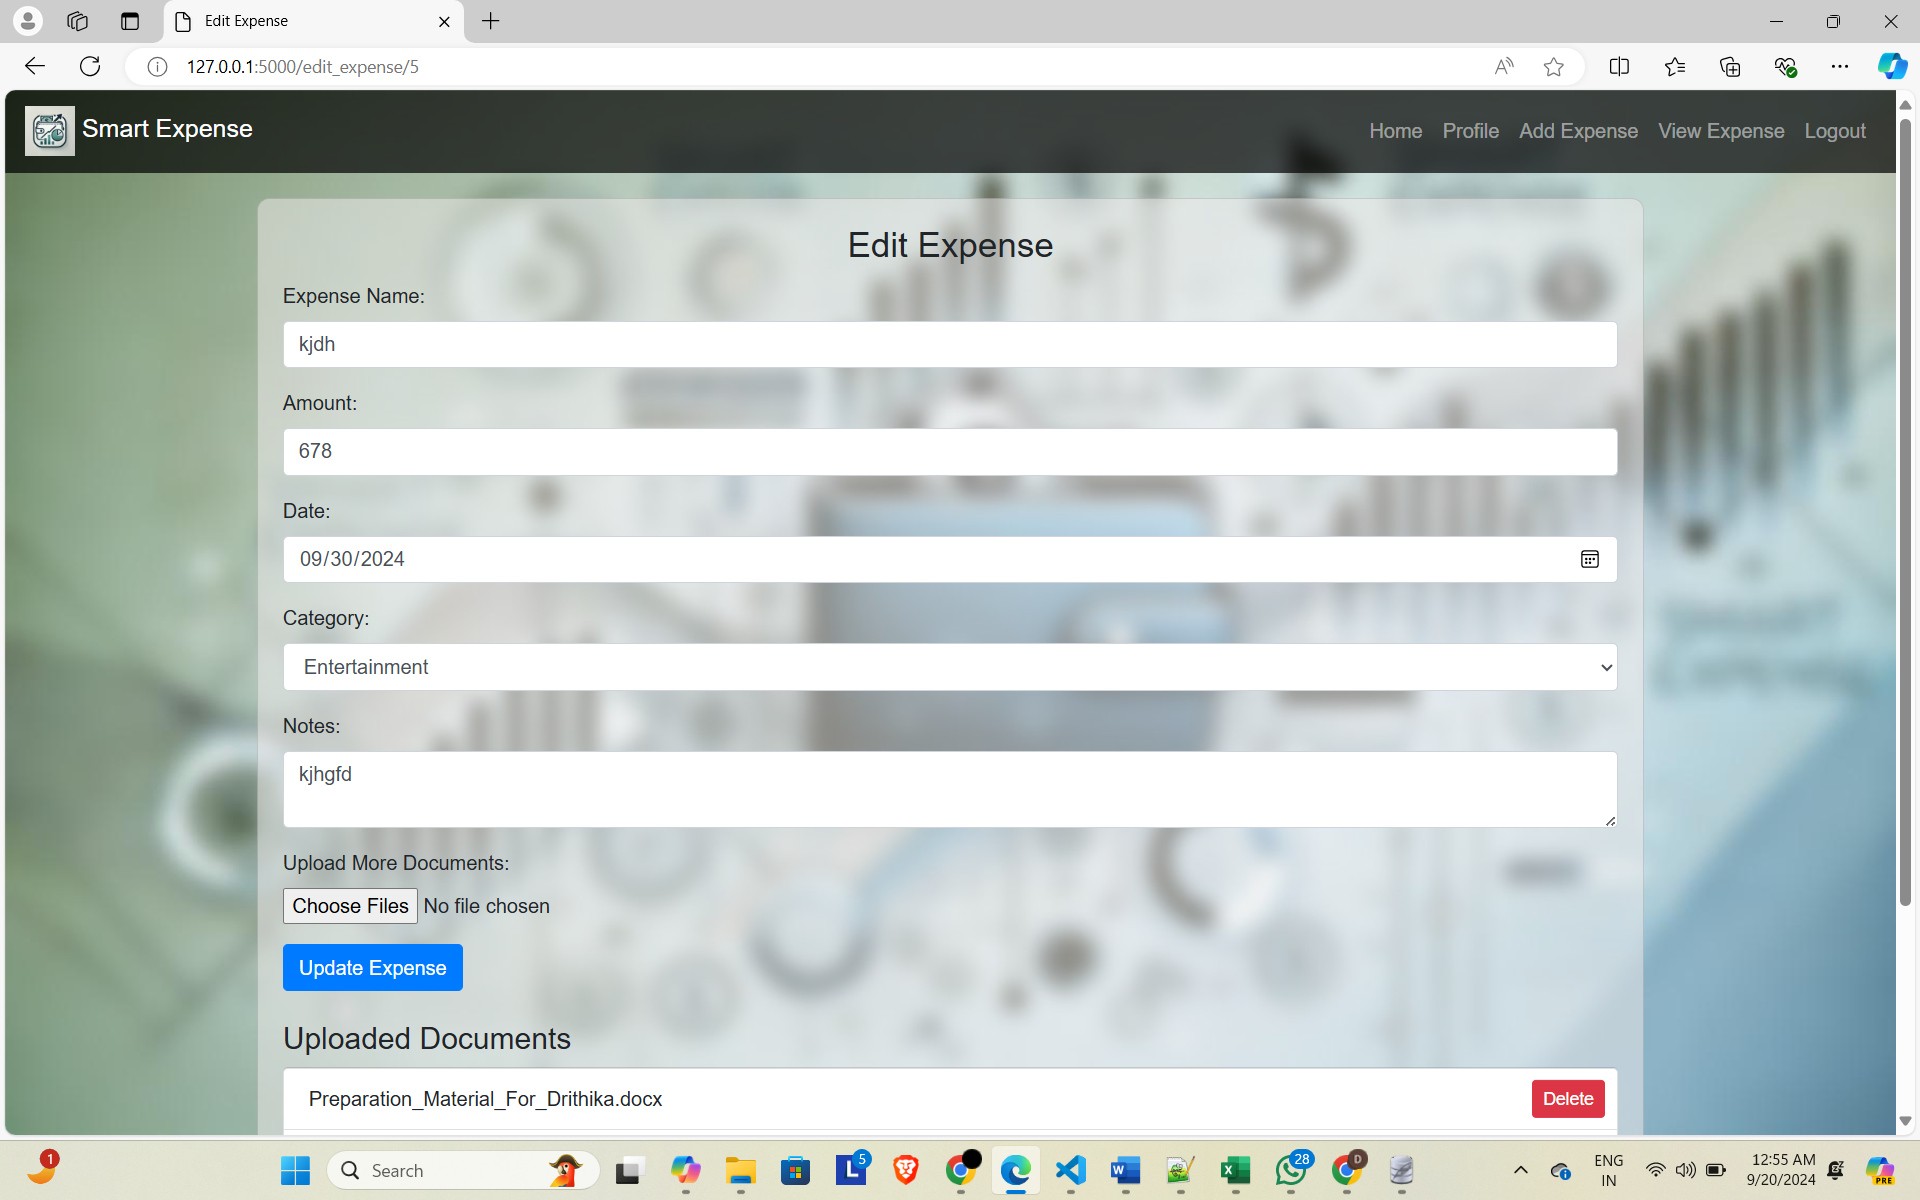 Edit Expense
127.0.0.1:5000/edit_expense/5
Smart Expense
Home Profile Add Expense View Expense Logout
Edit Expense
Expense Name:
kjdh
Amount:
678
Date:
09/30/2024
Category:
Entertainment
Notes:
kjhgfd
Upload More Documents:
Choose Files No file chosen
Update Expense
Uploaded Documents
Preparation_Material_For_Drithika.docx Delete
1
Search
5
28
D
ENG
IN
12:55 AM
9/20/2024
PRE